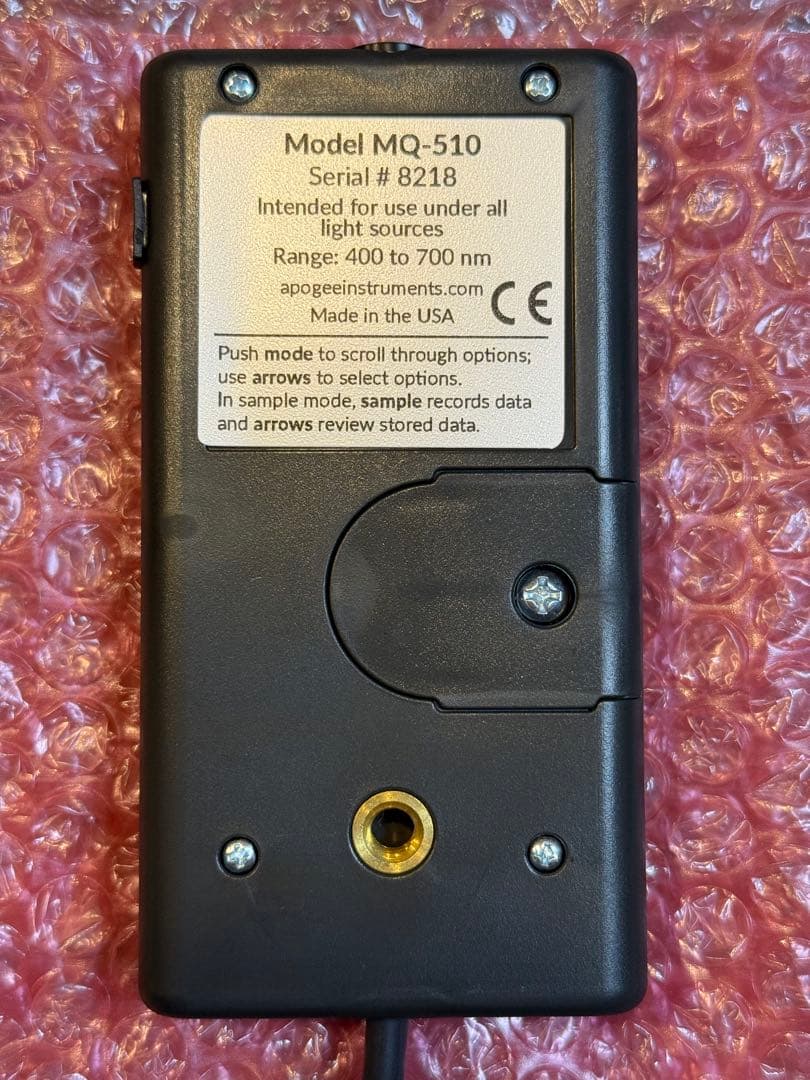 Model MQ-510
Serial # 8218
Intended for use under all
light sources
Range: 400 to 700 nm
apogeeinstruments.com
CE
Made in the USA
Push mode to scroll through options;
use arrows to select options.
In sample mode, sample records data
and arrows review stored data.